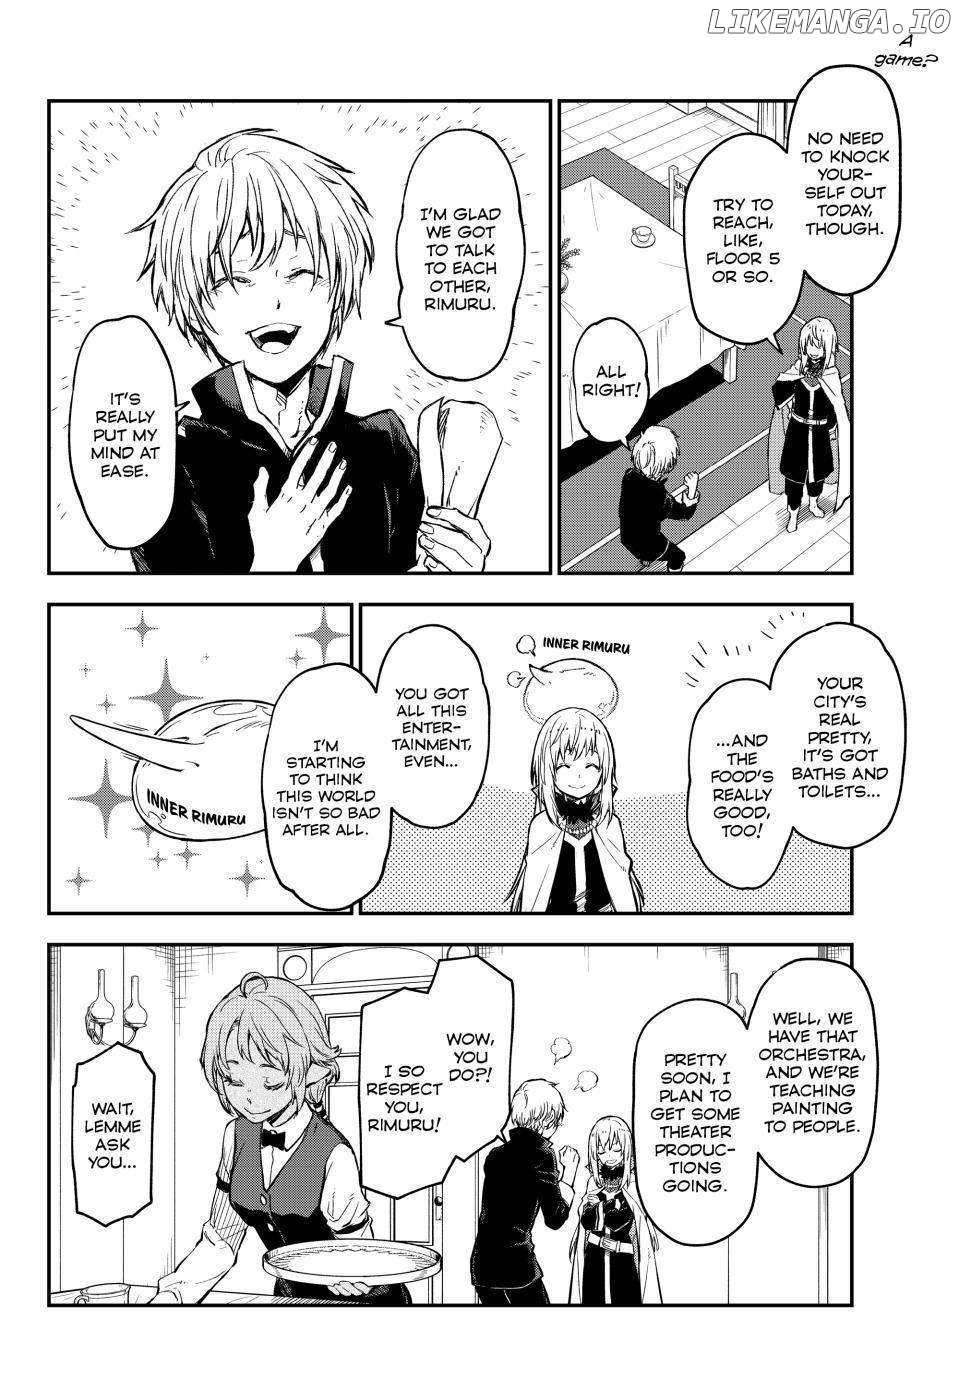 LIKEMANGA.IO
A
game?
NO NEED
TO KNOCK
YOUR-
SELF OUT
TODAY,
THOUGH.
TRY TO
REACH,
LIKE,
FLOOR 5
OR SO.
ALL
RIGHT!
I'M GLAD
WE GOT
TO TALK
TO EACH
OTHER,
RIMURU.
IT'S
REALLY
PUT MY
MIND AT
EASE.
YOUR
CITY'S
REAL
PRETTY,
IT'S GOT
BATHS AND
TOILETS...
...AND
THE
FOOD'S
REALLY
GOOD,
TOO!
INNER RIMURU
YOU GOT
ALL THIS
ENTER-
TAINMENT,
EVEN...
I'M
STARTING
TO THINK
THIS WORLD
ISN'T SO BAD
AFTER ALL.
INNER RIMURU
WELL, WE
HAVE THAT
ORCHESTRA,
AND WE'RE
TEACHING
PAINTING
TO PEOPLE.
PRETTY
SOON, I
PLAN TO
GET SOME
THEATER
PRODUC-
TIONS
GOING.
WOW,
YOU
DO?!
I SO
RESPECT
YOU,
RIMURU!
WAIT,
LEMME
ASK
YOU...